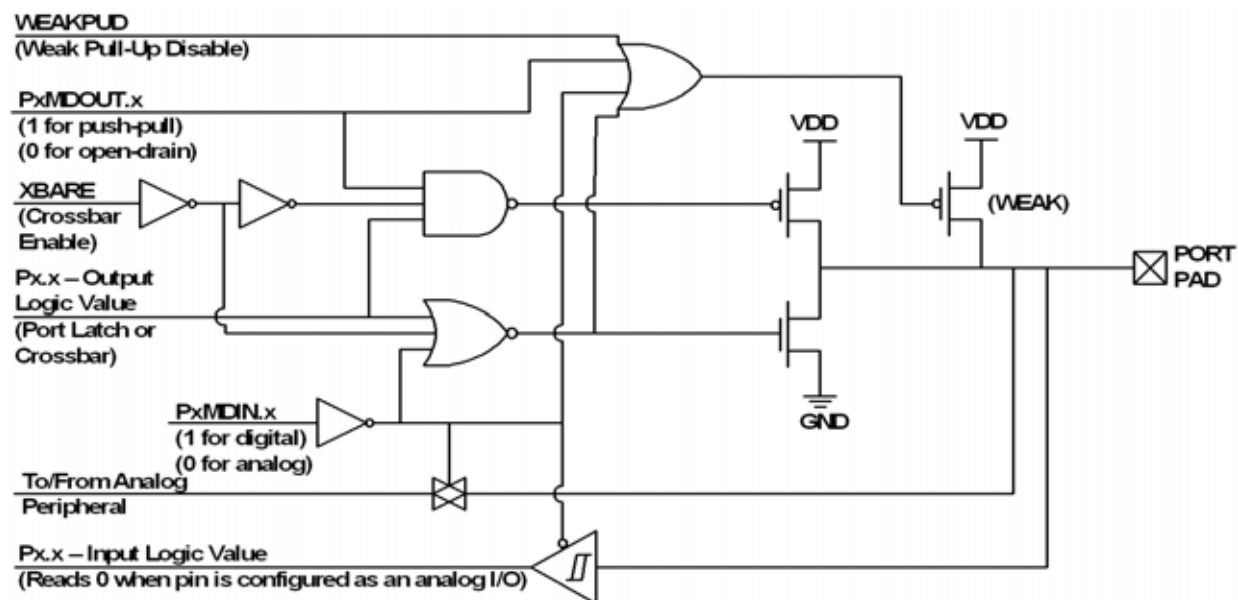 WEAKPUD
(Weak Pull-Up Disable)
PxMDOUT.x
(1 for push-pull)
(0 for open-drain)
XBARE
(Crossbar
Enable)
Px.x – Output
Logic Value
(Port Latch or
Crossbar)
PxMDIN.x
(1 for digital)
(0 for analog)
To/From Analog
Peripheral
Px.x – Input Logic Value
(Reads 0 when pin is configured as an analog I/O)
VDD
VDD
(WEAK)
PORT
PAD
GND